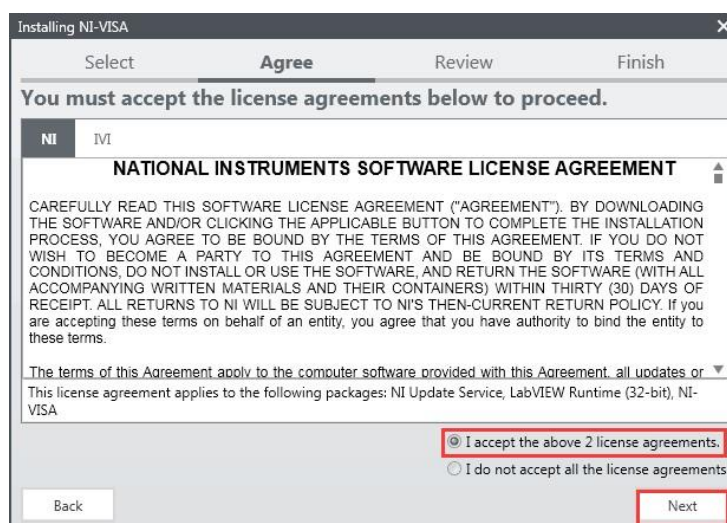 Installing NI-VISA
Select Agree Review Finish
You must accept the license agreements below to proceed.
NI IVI
NATIONAL INSTRUMENTS SOFTWARE LICENSE AGREEMENT
CAREFULLY READ THIS SOFTWARE LICENSE AGREEMENT ("AGREEMENT"). BY DOWNLOADING
THE SOFTWARE AND/OR CLICKING THE APPLICABLE BUTTON TO COMPLETE THE INSTALLATION
PROCESS, YOU AGREE TO BE BOUND BY THE TERMS OF THIS AGREEMENT. IF YOU DO NOT
WISH TO BECOME A PARTY TO THIS AGREEMENT AND BE BOUND BY ITS TERMS AND
CONDITIONS, DO NOT INSTALL OR USE THE SOFTWARE, AND RETURN THE SOFTWARE (WITH ALL
ACCOMPANYING WRITTEN MATERIALS AND THEIR CONTAINERS) WITHIN THIRTY (30) DAYS OF
RECEIPT. ALL RETURNS TO NI WILL BE SUBJECT TO NI'S THEN-CURRENT RETURN POLICY. If you
are accepting these terms on behalf of an entity, you agree that you have authority to bind the entity to
these terms.
The terms of this Agreement apply to the computer software provided with this Agreement, all updates or
This license agreement applies to the following packages: NI Update Service, LabVIEW Runtime (32-bit), NI-
VISA
I accept the above 2 license agreements.
I do not accept all the license agreements
Back Next